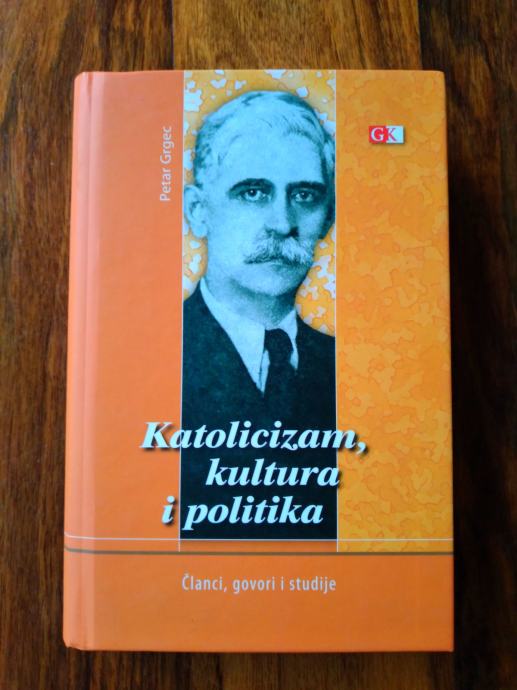 Petar Grgec
GK
Katolicizam,
kultura
i politika
Članci, govori i studije